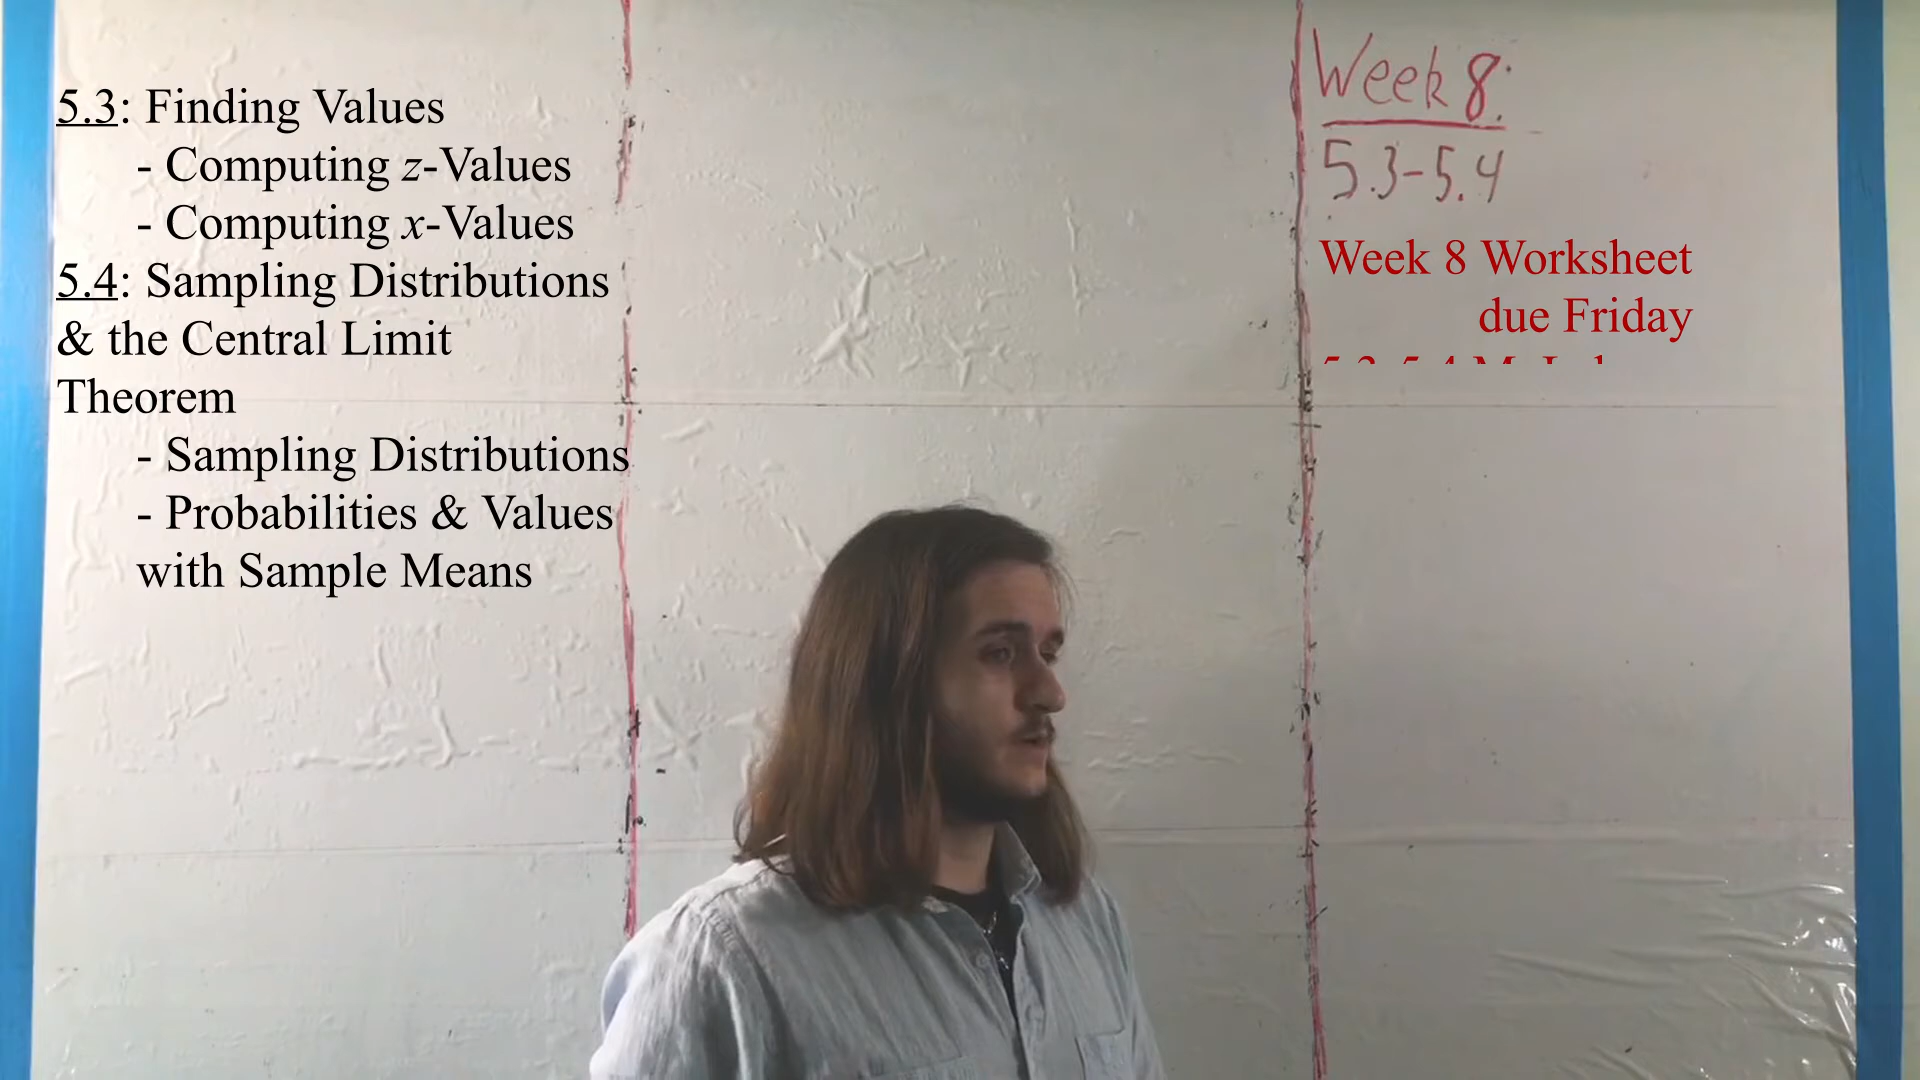 5.3: Finding Values
- Computing z-Values
- Computing x-Values
5.4: Sampling Distributions
& the Central Limit
Theorem
- Sampling Distributions
- Probabilities & Values
with Sample Means
Week 8:
5.3-5.4
Week 8 Worksheet
due Friday